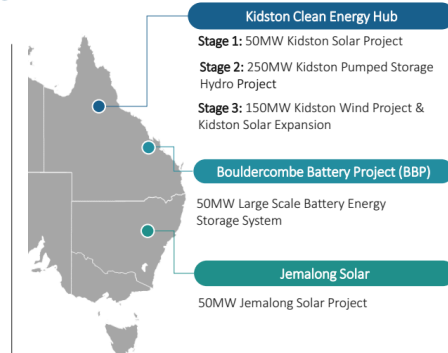 Kidston Clean Energy Hub
Stage 1: 50MW Kidston Solar Project
Stage 2: 250MW Kidston Pumped Storage
Hydro Project
Stage 3: 150MW Kidston Wind Project &
Kidston Solar Expansion
Bouldercombe Battery Project (BBP)
50MW Large Scale Battery Energy
Storage System
Jemalong Solar
50MW Jemalong Solar Project